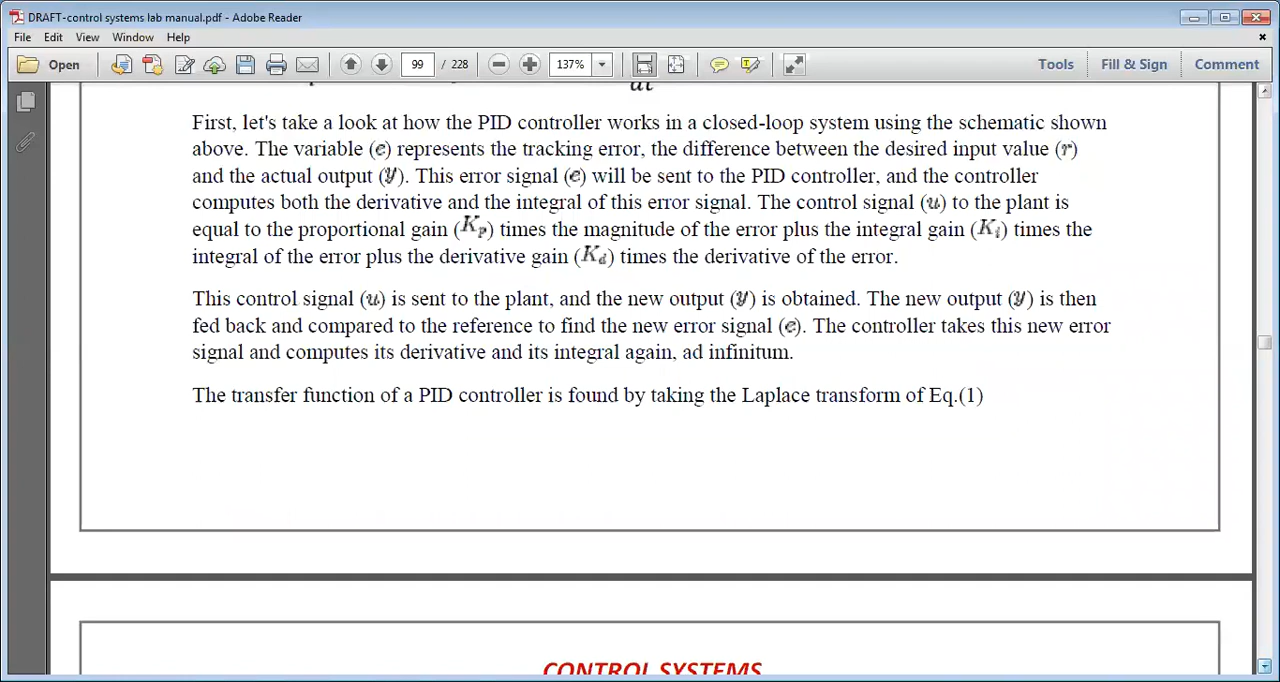 DRAFT-control systems lab manual.pdf - Adobe Reader
File Edit View Window Help
Open 99 / 228 137% Tools Fill & Sign Comment
dt
First, let's take a look at how the PID controller works in a closed-loop system using the schematic shown
above. The variable (e) represents the tracking error, the difference between the desired input value (r)
and the actual output (y). This error signal (e) will be sent to the PID controller, and the controller
computes both the derivative and the integral of this error signal. The control signal (u) to the plant is
equal to the proportional gain (Kp) times the magnitude of the error plus the integral gain (Ki) times the
integral of the error plus the derivative gain (Kd) times the derivative of the error.
This control signal (u) is sent to the plant, and the new output (y) is obtained. The new output (y) is then
fed back and compared to the reference to find the new error signal (e). The controller takes this new error
signal and computes its derivative and its integral again, ad infinitum.
The transfer function of a PID controller is found by taking the Laplace transform of Eq.(1)
CONTROL SYSTEMS